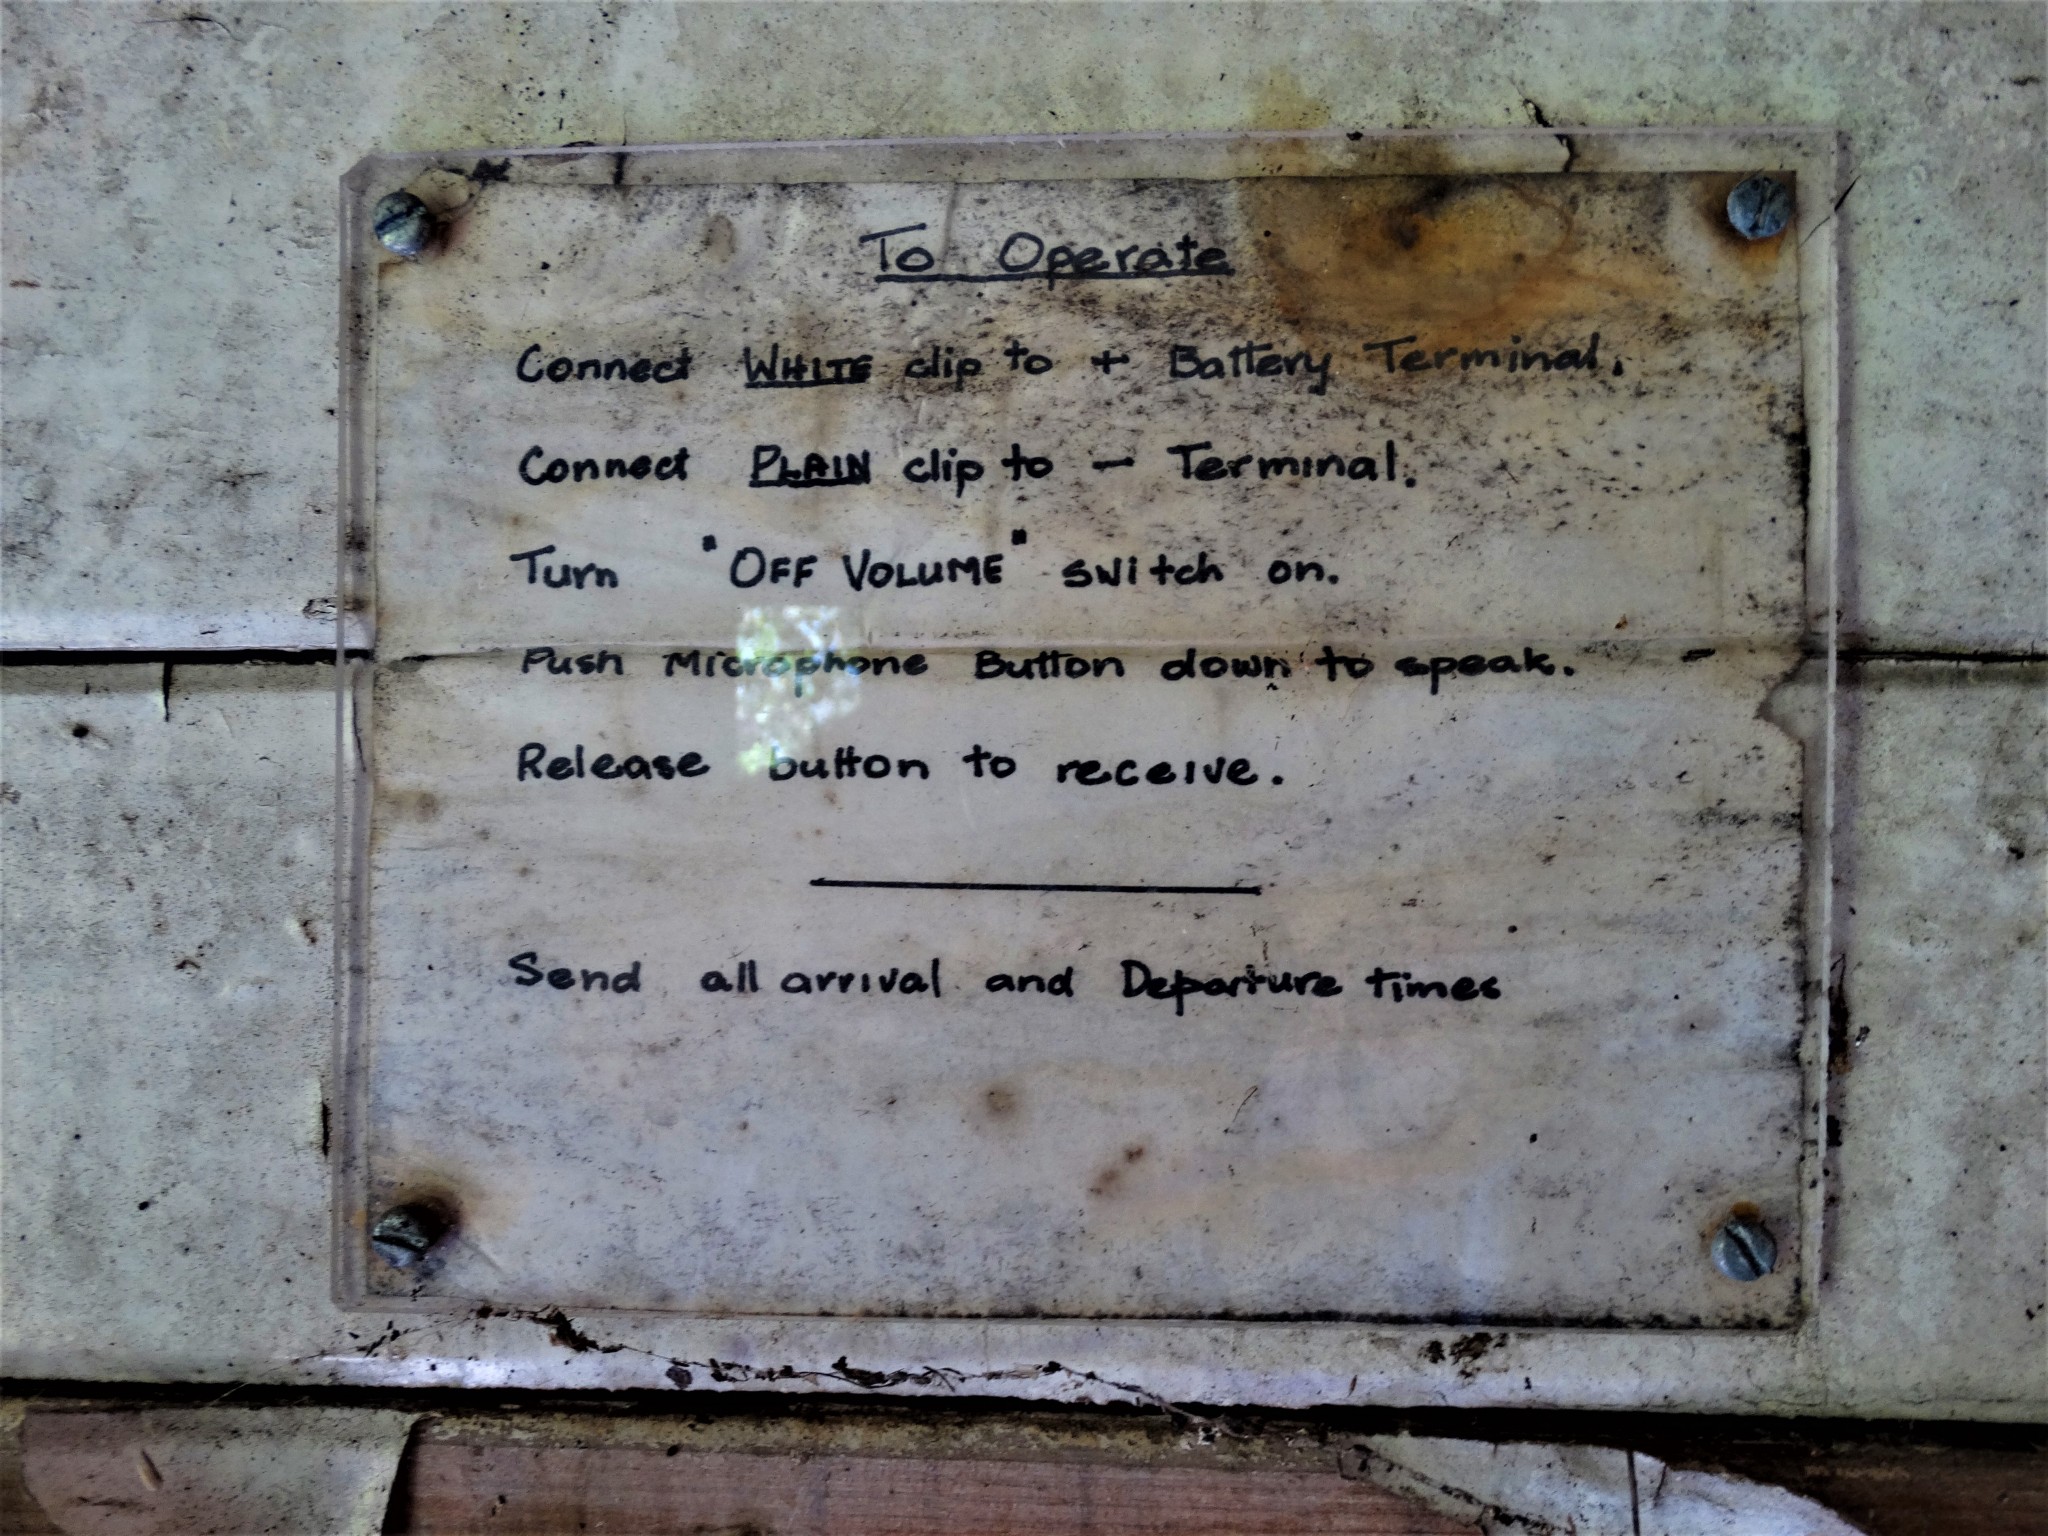 To Operate
Connect WHITE clip to + Battery Terminal.
Connect PLAIN clip to - Terminal.
Turn "OFF VOLUME" switch on.
Push Microphone Button down to speak.
Release button to receive.
Send all arrival and Departure times